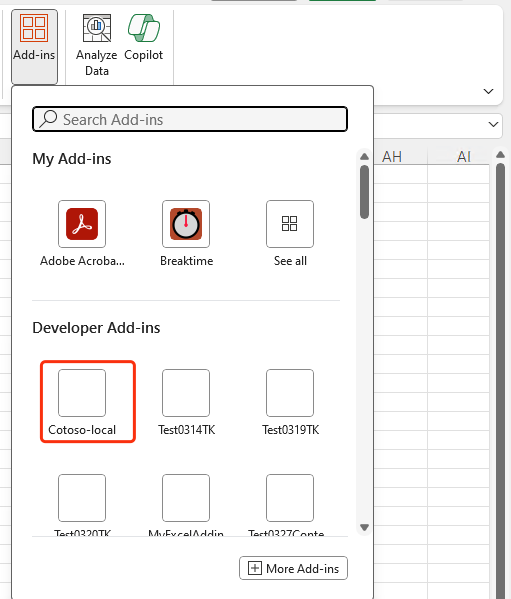 Add-ins
Analyze
Data
Copilot
Search Add-ins
My Add-ins
AH
Adobe Acroba...
Breaktime
See all
Developer Add-ins
Cotoso-local
Test0314TK
Test0319TK
Test0320TK
MyExcelAddin
Test0327Conte
More Add-ins